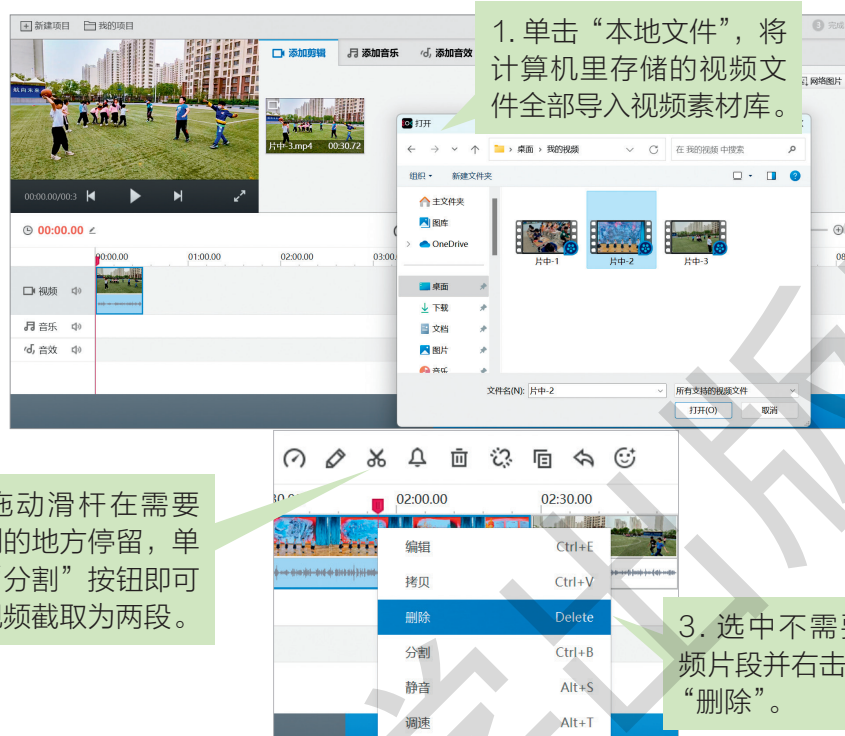 新建项目 我的项目
完成
1. 单击“本地文件”，将
计算机里存储的视频文
件全部导入视频素材库。
添加剪辑 添加音乐 添加音效
网络图片
片中-3.mp4 00:30.72
00:00.00/00:3
打开
桌面 › 我的视频
在 我的视频 中搜索
组织 新建文件夹
主文件夹
图库
OneDrive
桌面
下载
文档
图片
音乐
片中-1 片中-2 片中-3
文件名(N): 片中-2
所有支持的视频文件
打开(O) 取消
00:00.00
00:00.00 01:00.00 02:00.00 03:00.
08
视频
音乐
音效
拖动滑杆在需要
的地方停留，单
分割”按钮即可
视频截取为两段。
02:00.00 02:30.00
编辑 Ctrl+E
拷贝 Ctrl+V
删除 Delete
分割 Ctrl+B
静音 Alt+S
调速 Alt+T
3. 选中不需要
频片段并右击
“删除”。